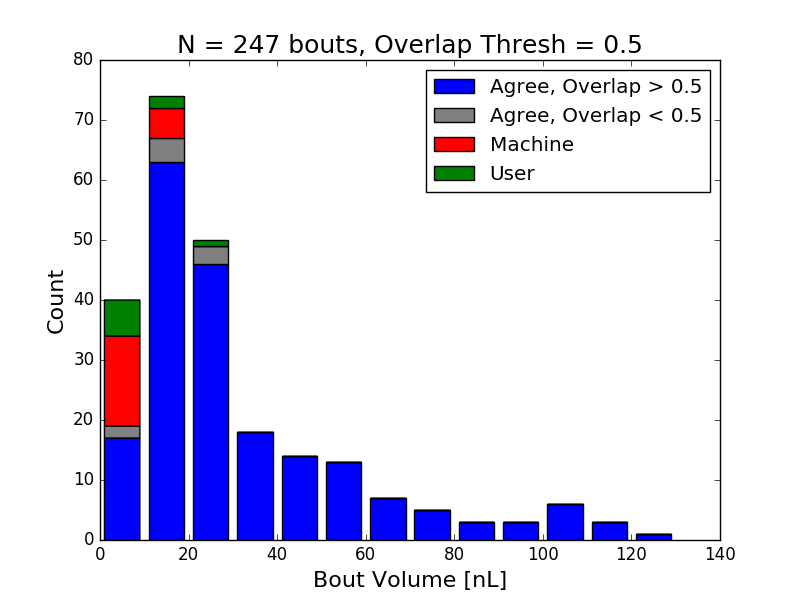 N = 247 bouts, Overlap Thresh = 0.5
Agree, Overlap > 0.5
Agree, Overlap < 0.5
Machine
User
80
70
60
50
40
30
20
10
0
Count
0 20 40 60 80 100 120 140
Bout Volume [nL]